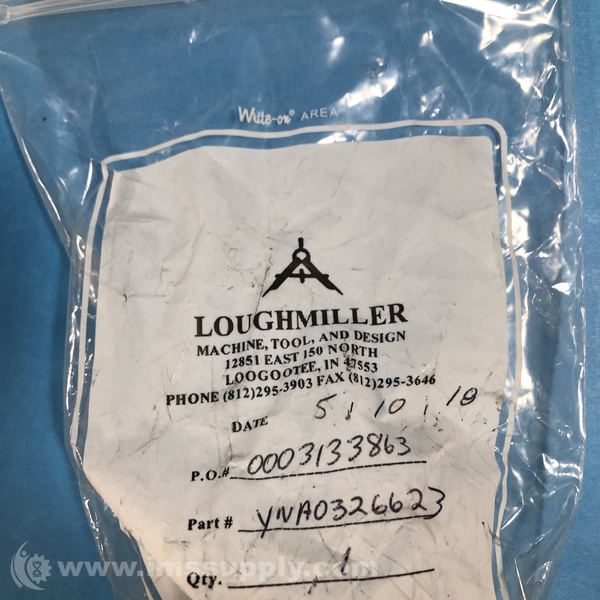 Write-on® AREA
LOUGHMILLER
MACHINE, TOOL, AND DESIGN
12851 EAST 150 NORTH
LOOGOOTEE, IN 47553
PHONE (812)295-3903 FAX (812)295-3646
DATE 5 / 10 / 18
P.O.# 0003133863
Part # YNA0326623
Qty. 1
www.imssupply.com